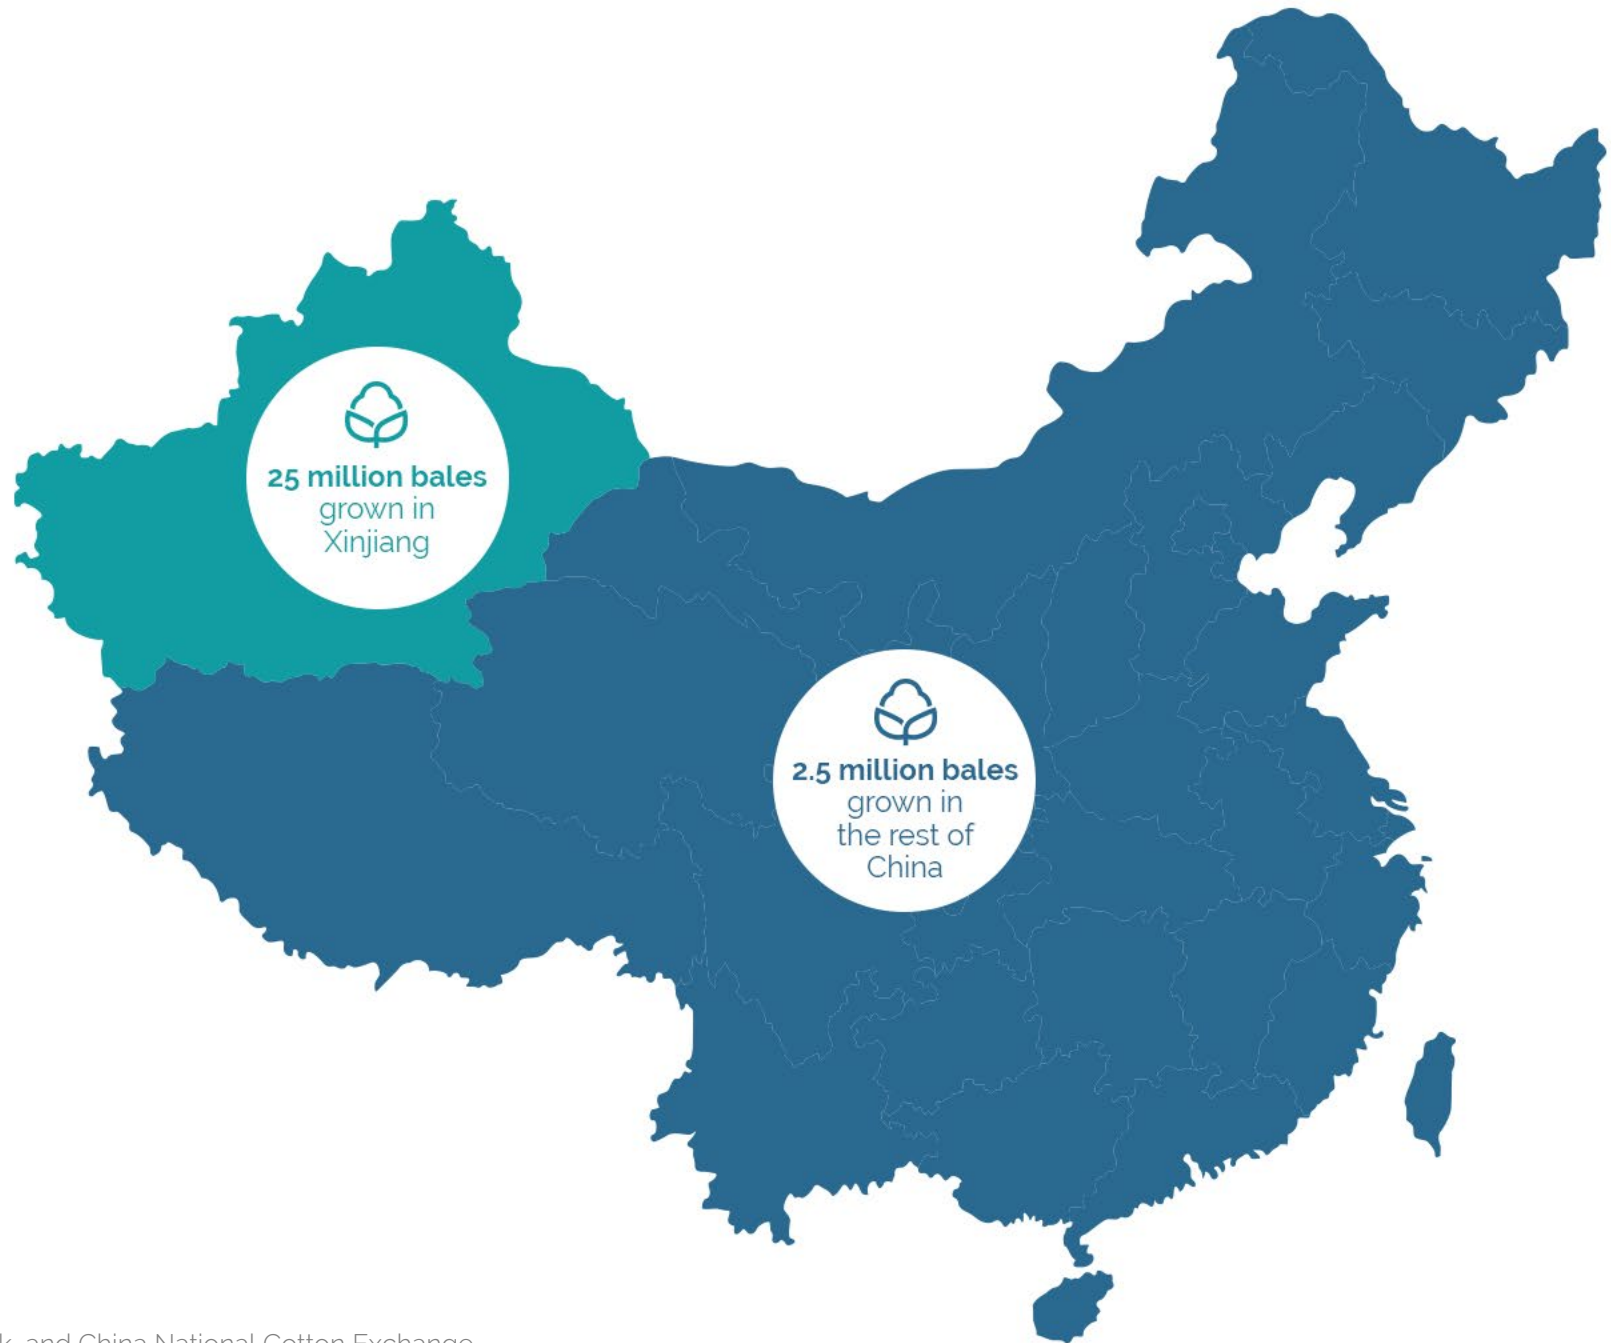 25 million bales
grown in
Xinjiang
2.5 million bales
grown in
the rest of
China
and China National Cotton Exchange